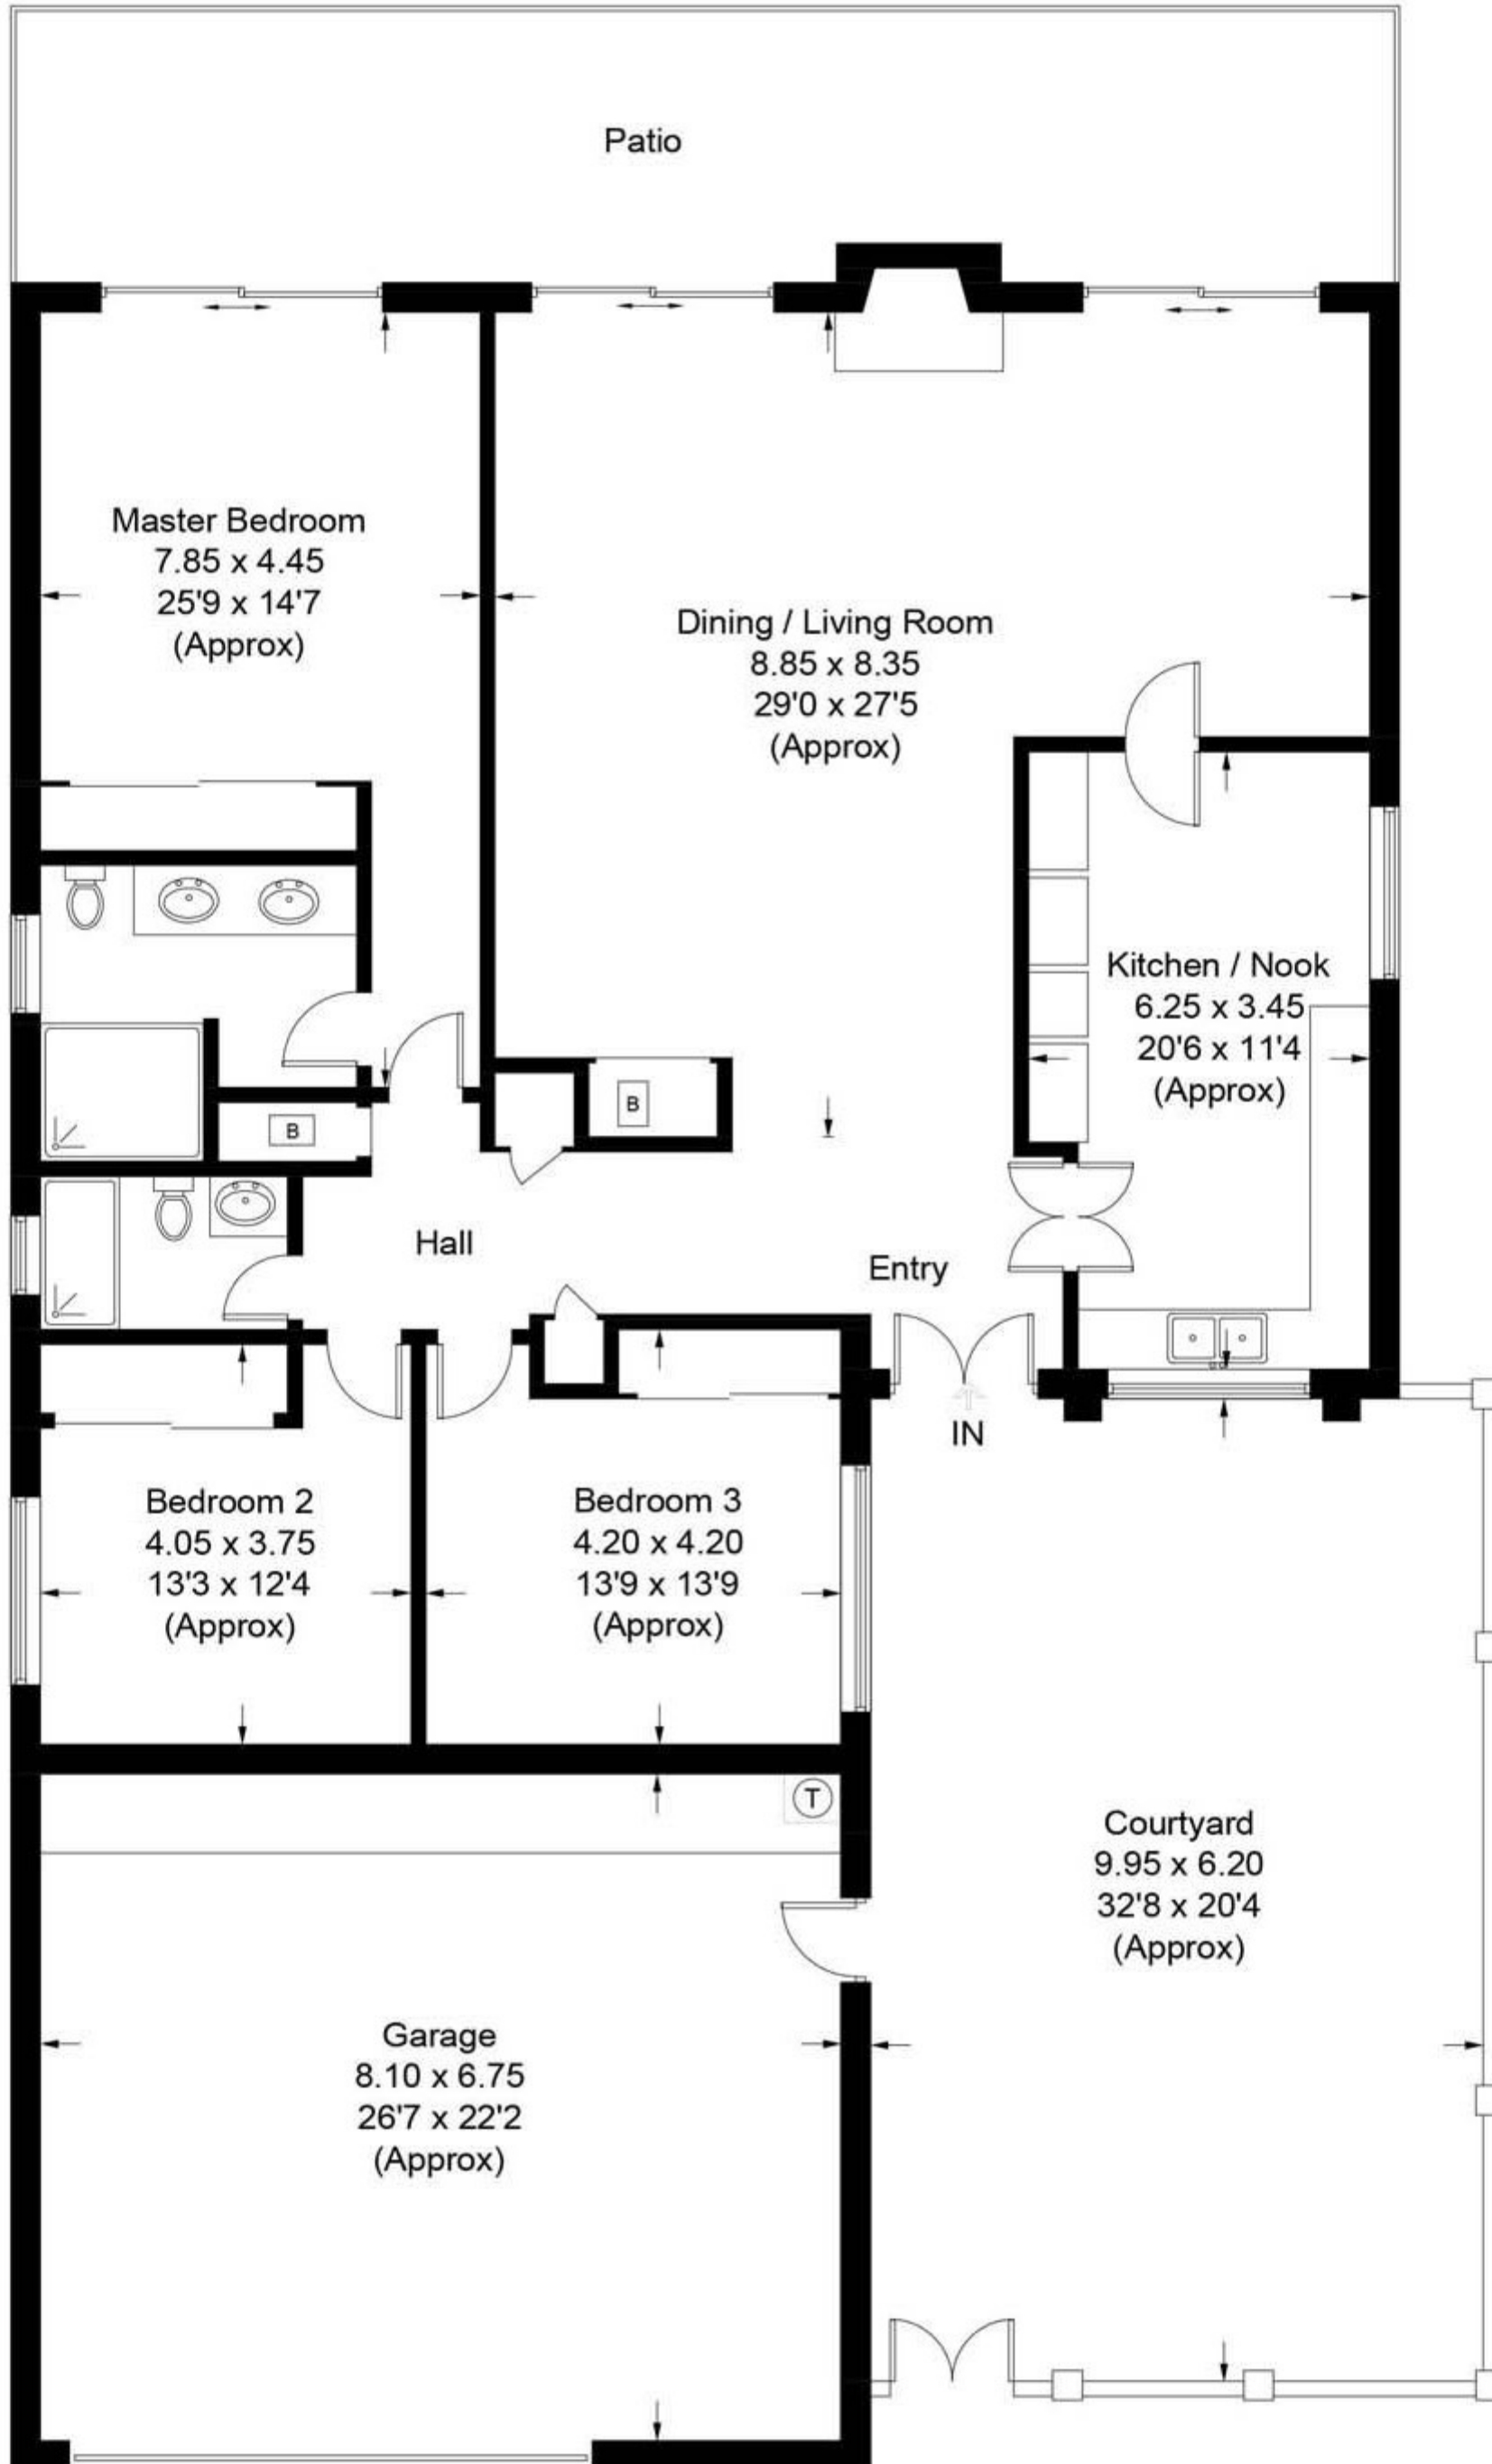 Patio
Master Bedroom
7.85 x 4.45
25'9 x 14'7
(Approx)
Dining / Living Room
8.85 x 8.35
29'0 x 27'5
(Approx)
Kitchen / Nook
6.25 x 3.45
20'6 x 11'4
(Approx)
B
B
Hall
Entry
IN
Bedroom 2
4.05 x 3.75
13'3 x 12'4
(Approx)
Bedroom 3
4.20 x 4.20
13'9 x 13'9
(Approx)
T
Courtyard
9.95 x 6.20
32'8 x 20'4
(Approx)
Garage
8.10 x 6.75
26'7 x 22'2
(Approx)